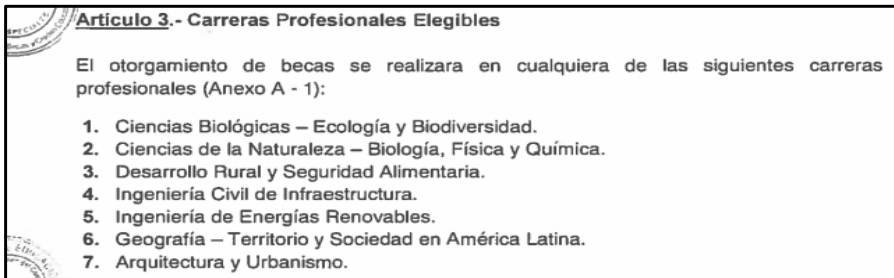 Artículo 3.- Carreras Profesionales Elegibles
El otorgamiento de becas se realizara en cualquiera de las siguientes carreras
profesionales (Anexo A - 1):
1. Ciencias Biológicas – Ecología y Biodiversidad.
2. Ciencias de la Naturaleza – Biología, Física y Química.
3. Desarrollo Rural y Seguridad Alimentaria.
4. Ingeniería Civil de Infraestructura.
5. Ingeniería de Energías Renovables.
6. Geografía – Territorio y Sociedad en América Latina.
7. Arquitectura y Urbanismo.